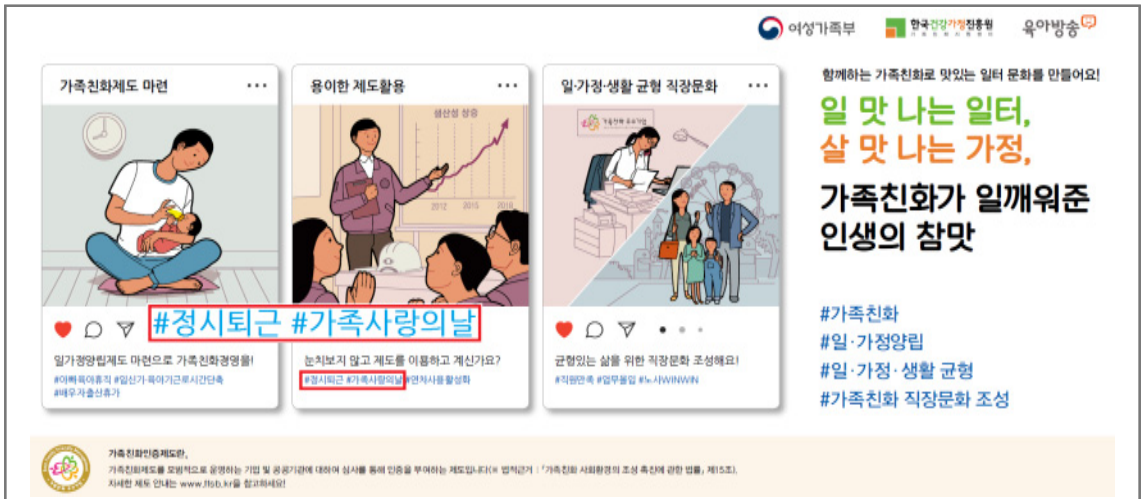 여성가족부
한국건강가정진흥원
육아방송
가족친화제도 마련
일가정양립제도 마련으로 가족친화경영을!
#아빠육아휴직 #임신기·육아기근로시간단축
#배우자출산휴가
용이한 제도활용
생산성 상승
2012 2015 2018
#정시퇴근 #가족사랑의날
눈치보지 않고 제도를 이용하고 계신가요?
#정시퇴근 #가족사랑의날 #연차사용활성화
일·가정·생활 균형 직장문화
가족친화 우수기업
균형있는 삶을 위한 직장문화 조성해요!
#직원만족 #업무몰입 #노사WINWIN
함께하는 가족친화로 맛있는 일터 문화를 만들어요!
일 맛 나는 일터,
살 맛 나는 가정,
가족친화가 일깨워준
인생의 참맛
#가족친화
#일·가정양립
#일·가정·생활 균형
#가족친화 직장문화 조성
가족친화인증제도란,
가족친화제도를 모범적으로 운영하는 기업 및 공공기관에 대하여 심사를 통해 인증을 부여하는 제도입니다(※ 법적근거 : 「가족친화 사회환경의 조성 촉진에 관한 법률」 제15조).
자세한 제도 안내는 www.ffsb.kr을 참고하세요!